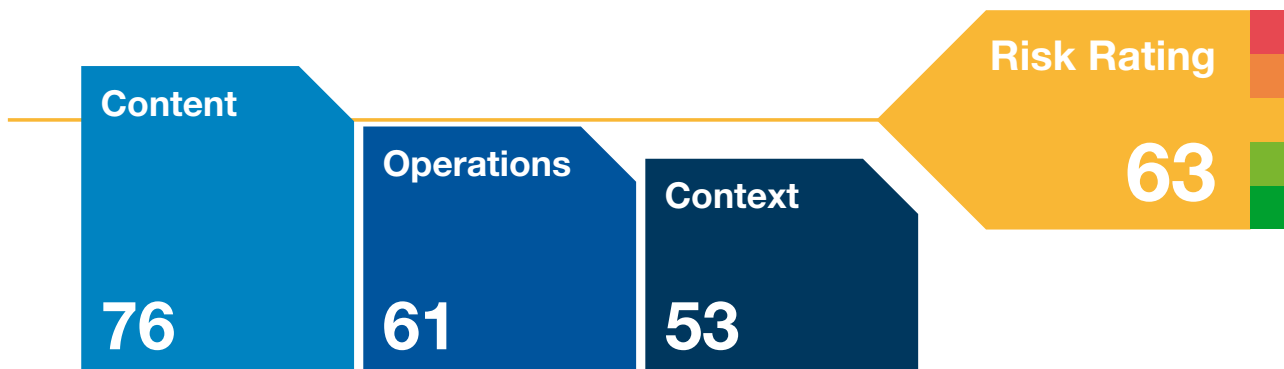 Content
76
Operations
61
Context
53
Risk Rating
63